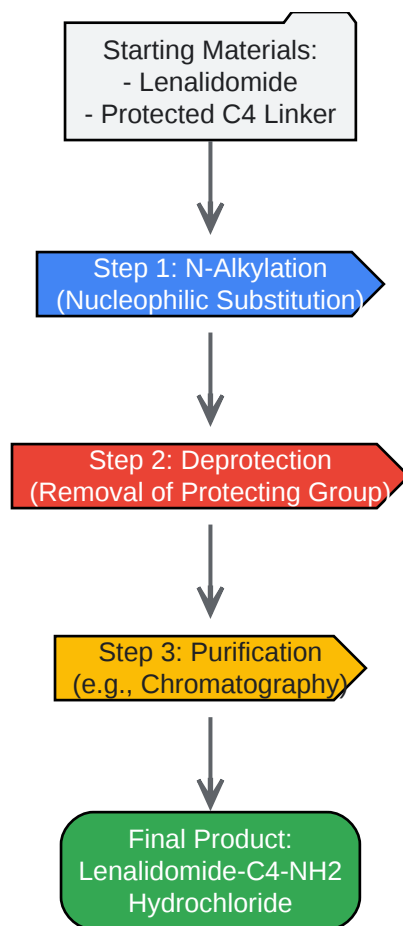 Starting Materials:
- Lenalidomide
- Protected C4 Linker
Step 1: N-Alkylation
(Nucleophilic Substitution)
Step 2: Deprotection
(Removal of Protecting Group)
Step 3: Purification
(e.g., Chromatography)
Final Product:
Lenalidomide-C4-NH2
Hydrochloride